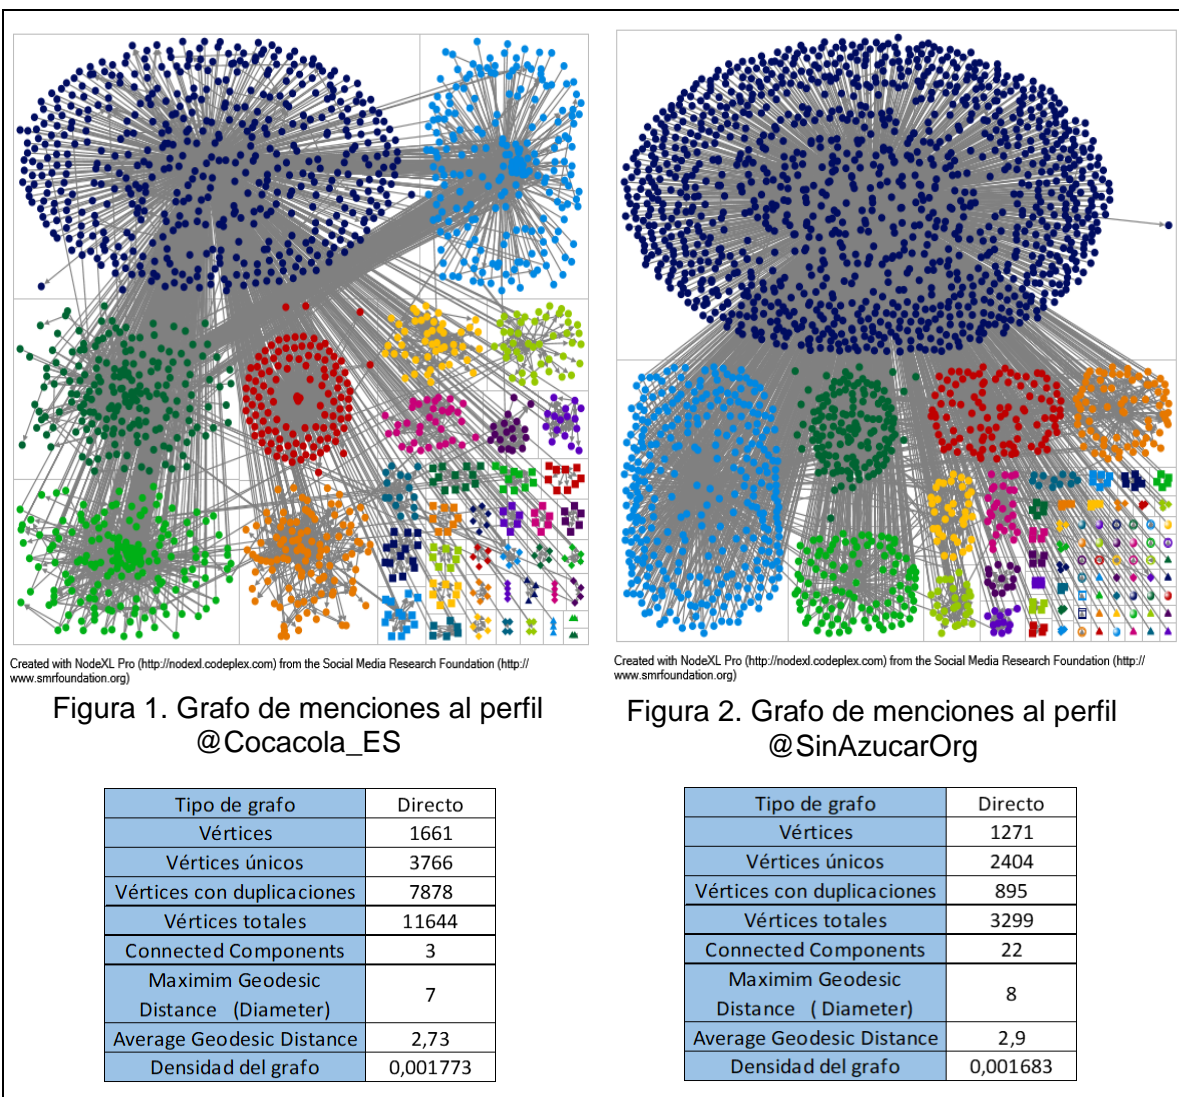 Created with NodeXL Pro (http://nodexl.codeplex.com) from the Social Media Research Foundation (http://
www.smrfoundation.org)
Figura 1. Grafo de menciones al perfil
@Cocacola_ES
Tipo de grafo Directo
Vértices 1661
Vértices únicos 3766
Vértices con duplicaciones 7878
Vértices totales 11644
Connected Components 3
Maximim Geodesic
Distance (Diameter) 7
Average Geodesic Distance 2,73
Densidad del grafo 0,001773
Created with NodeXL Pro (http://nodexl.codeplex.com) from the Social Media Research Foundation (http://
www.smrfoundation.org)
Figura 2. Grafo de menciones al perfil
@SinAzucarOrg
Tipo de grafo Directo
Vértices 1271
Vértices únicos 2404
Vértices con duplicaciones 895
Vértices totales 3299
Connected Components 22
Maximim Geodesic
Distance ( Diameter) 8
Average Geodesic Distance 2,9
Densidad del grafo 0,001683